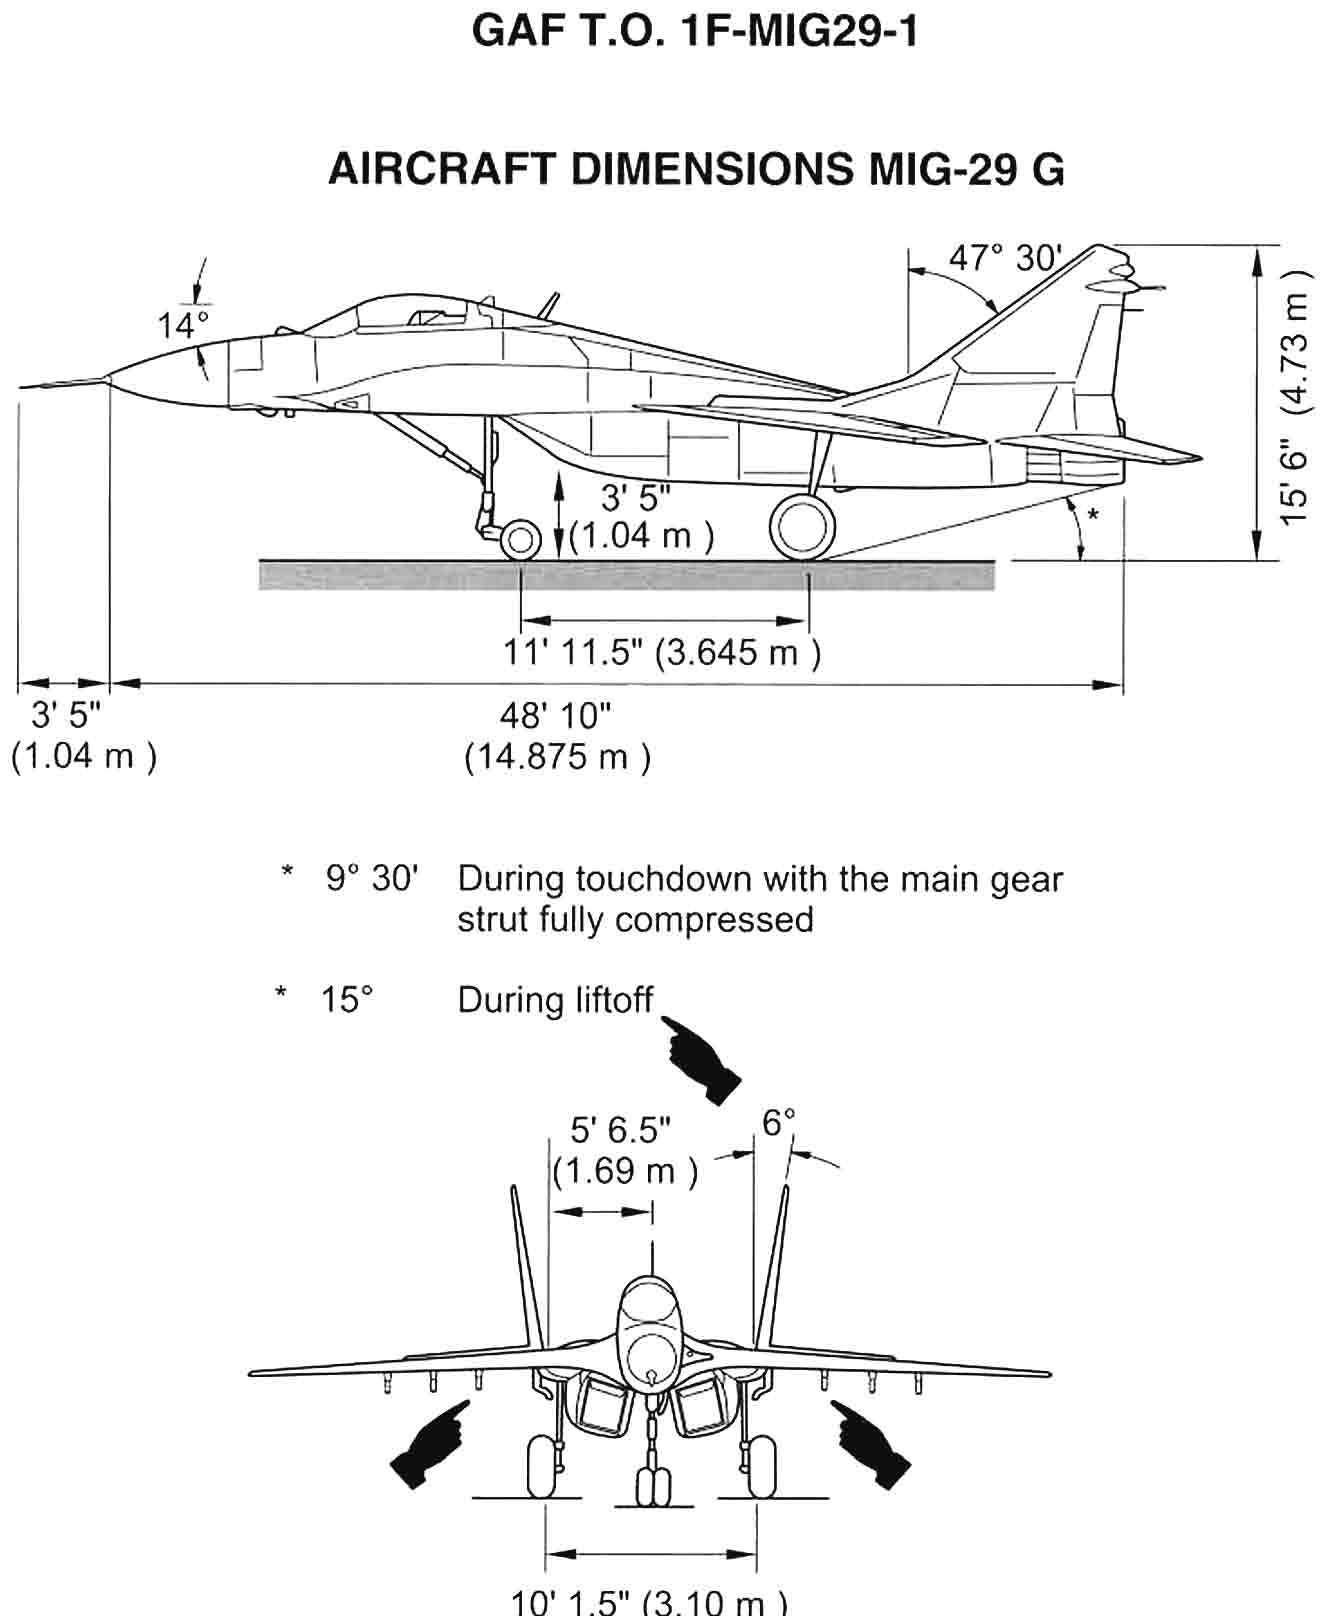 GAF T.O. 1F-MIG29-1
AIRCRAFT DIMENSIONS MIG-29 G
47° 30'
14°
15' 6" (4.73 m )
3' 5"
(1.04 m )
*
11' 11.5" (3.645 m )
3' 5"
(1.04 m )
48' 10"
(14.875 m )
* 9° 30' During touchdown with the main gear
strut fully compressed
* 15° During liftoff
5' 6.5"
(1.69 m )
6°
10' 1.5" (3.10 m )